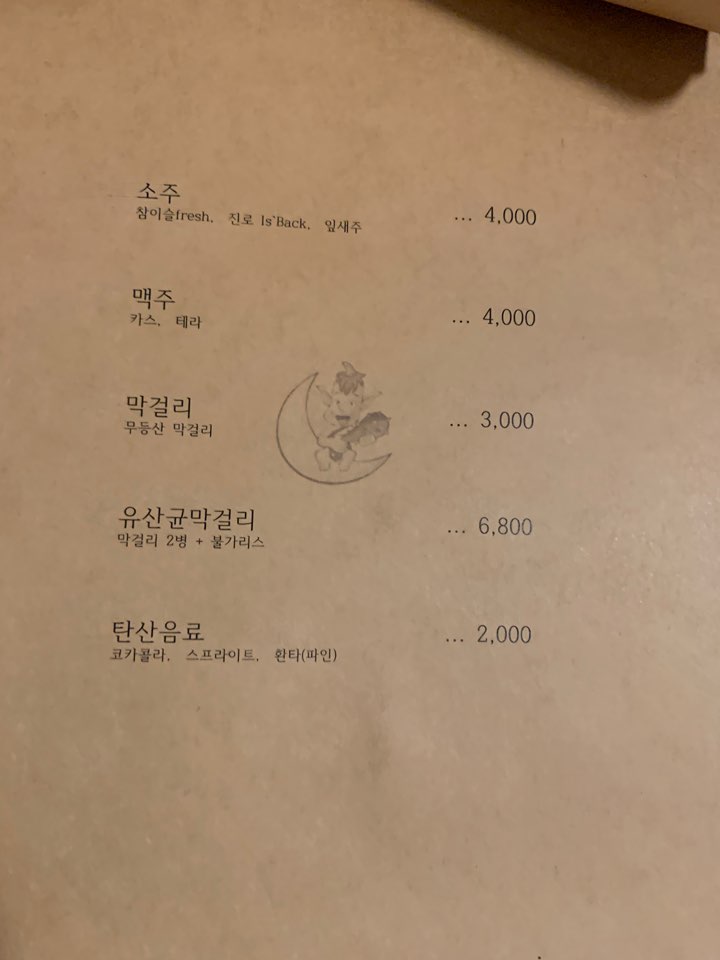 소주 ... 4,000
참이슬fresh, 진로 Is`Back, 잎새주
맥주 ... 4,000
카스, 테라
막걸리 ... 3,000
무등산 막걸리
유산균막걸리 ... 6,800
막걸리 2병 + 불가리스
탄산음료 ... 2,000
코카콜라, 스프라이트, 환타(파인)